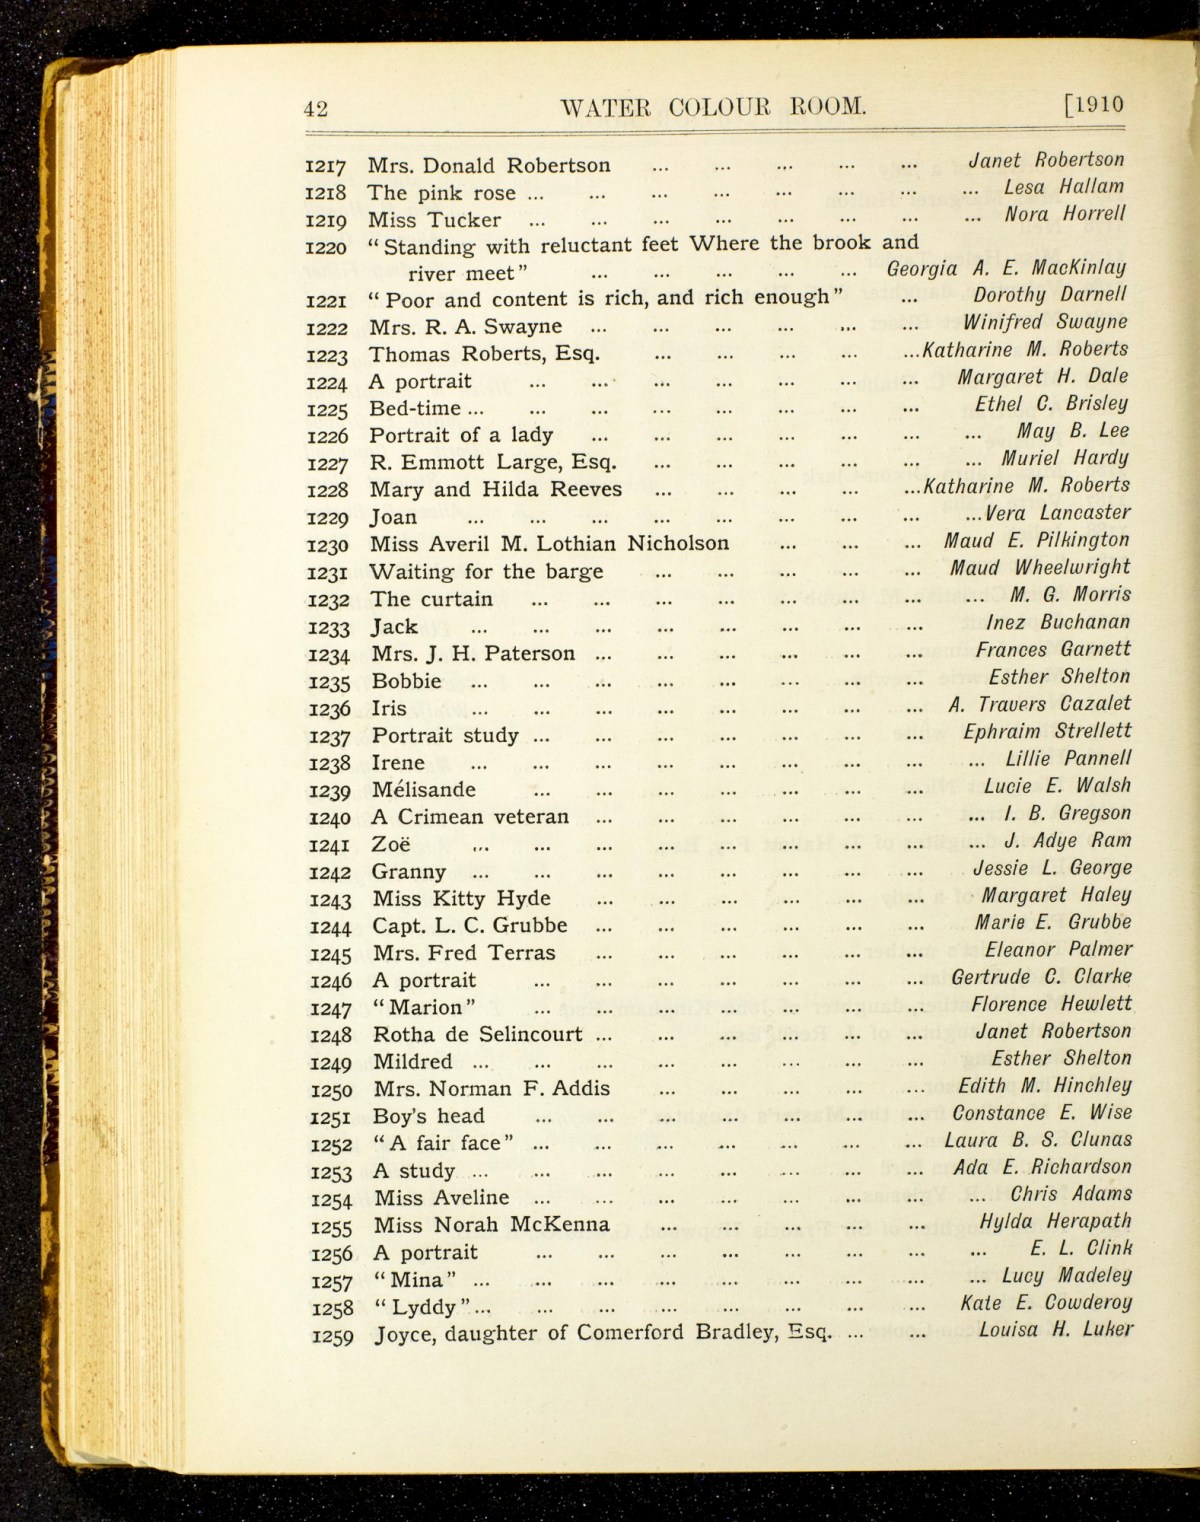 42 WATER COLOUR ROOM. [1910
1217 Mrs. Donald Robertson ... ... ... ... ... Janet Robertson
1218 The pink rose ... ... ... ... ... ... ... ... Lesa Hallam
1219 Miss Tucker ... ... ... ... ... ... ... ... Nora Horrell
1220 “Standing with reluctant feet Where the brook and
river meet” ... ... ... ... ... Georgia A. E. MacKinlay
1221 “Poor and content is rich, and rich enough” ... Dorothy Darnell
1222 Mrs. R. A. Swayne ... ... ... ... ... ... Winifred Swayne
1223 Thomas Roberts, Esq. ... ... ... ... ...Katharine M. Roberts
1224 A portrait ... ... ... ... ... ... ... Margaret H. Dale
1225 Bed-time ... ... ... ... ... ... ... ... Ethel C. Brisley
1226 Portrait of a lady ... ... ... ... ... ... ... May B. Lee
1227 R. Emmott Large, Esq. ... ... ... ... ... ... Muriel Hardy
1228 Mary and Hilda Reeves ... ... ... ... ...Katharine M. Roberts
1229 Joan ... ... ... ... ... ... ... ... ...Vera Lancaster
1230 Miss Averil M. Lothian Nicholson ... ... ... Maud E. Pilkington
1231 Waiting for the barge ... ... ... ... ... Maud Wheelwright
1232 The curtain ... ... ... ... ... ... ... ... M. G. Morris
1233 Jack ... ... ... ... ... ... ... ... Inez Buchanan
1234 Mrs. J. H. Paterson ... ... ... ... ... ... Frances Garnett
1235 Bobbie ... ... ... ... ... ... ... ... Esther Shelton
1236 Iris ... ... ... ... ... ... ... ... A. Travers Cazalet
1237 Portrait study ... ... ... ... ... ... ... Ephraim Strellett
1238 Irene ... ... ... ... ... ... ... ... ... Lillie Pannell
1239 Mélisande ... ... ... ... ... ... ... Lucie E. Walsh
1240 A Crimean veteran ... ... ... ... ... ... ... I. B. Gregson
1241 Zoë ... ... ... ... ... ... ... ... ... J. Adye Ram
1242 Granny ... ... ... ... ... ... ... ... Jessie L. George
1243 Miss Kitty Hyde ... ... ... ... ... ... Margaret Haley
1244 Capt. L. C. Grubbe ... ... ... ... ... ... Marie E. Grubbe
1245 Mrs. Fred Terras ... ... ... ... ... ... Eleanor Palmer
1246 A portrait ... ... ... ... ... ... ... Gertrude C. Clarke
1247 “Marion” ... ... ... ... ... ... ... Florence Hewlett
1248 Rotha de Selincourt ... ... ... ... ... ... Janet Robertson
1249 Mildred ... ... ... ... ... ... ... ... Esther Shelton
1250 Mrs. Norman F. Addis ... ... ... ... ... Edith M. Hinchley
1251 Boy's head ... ... ... ... ... ... ... Constance E. Wise
1252 “A fair face” ... ... ... ... ... ... ... Laura B. S. Clunas
1253 A study ... ... ... ... ... ... ... ... Ada E. Richardson
1254 Miss Aveline ... ... ... ... ... ... ... ... Chris Adams
1255 Miss Norah McKenna ... ... ... ... ... Hylda Herapath
1256 A portrait ... ... ... ... ... ... ... ... E. L. Clink
1257 “Mina” ... ... ... ... ... ... ... ... ... Lucy Madeley
1258 “Lyddy”... ... ... ... ... ... ... ... Kate E. Cowderoy
1259 Joyce, daughter of Comerford Bradley, Esq. ... ... Louisa H. Luker